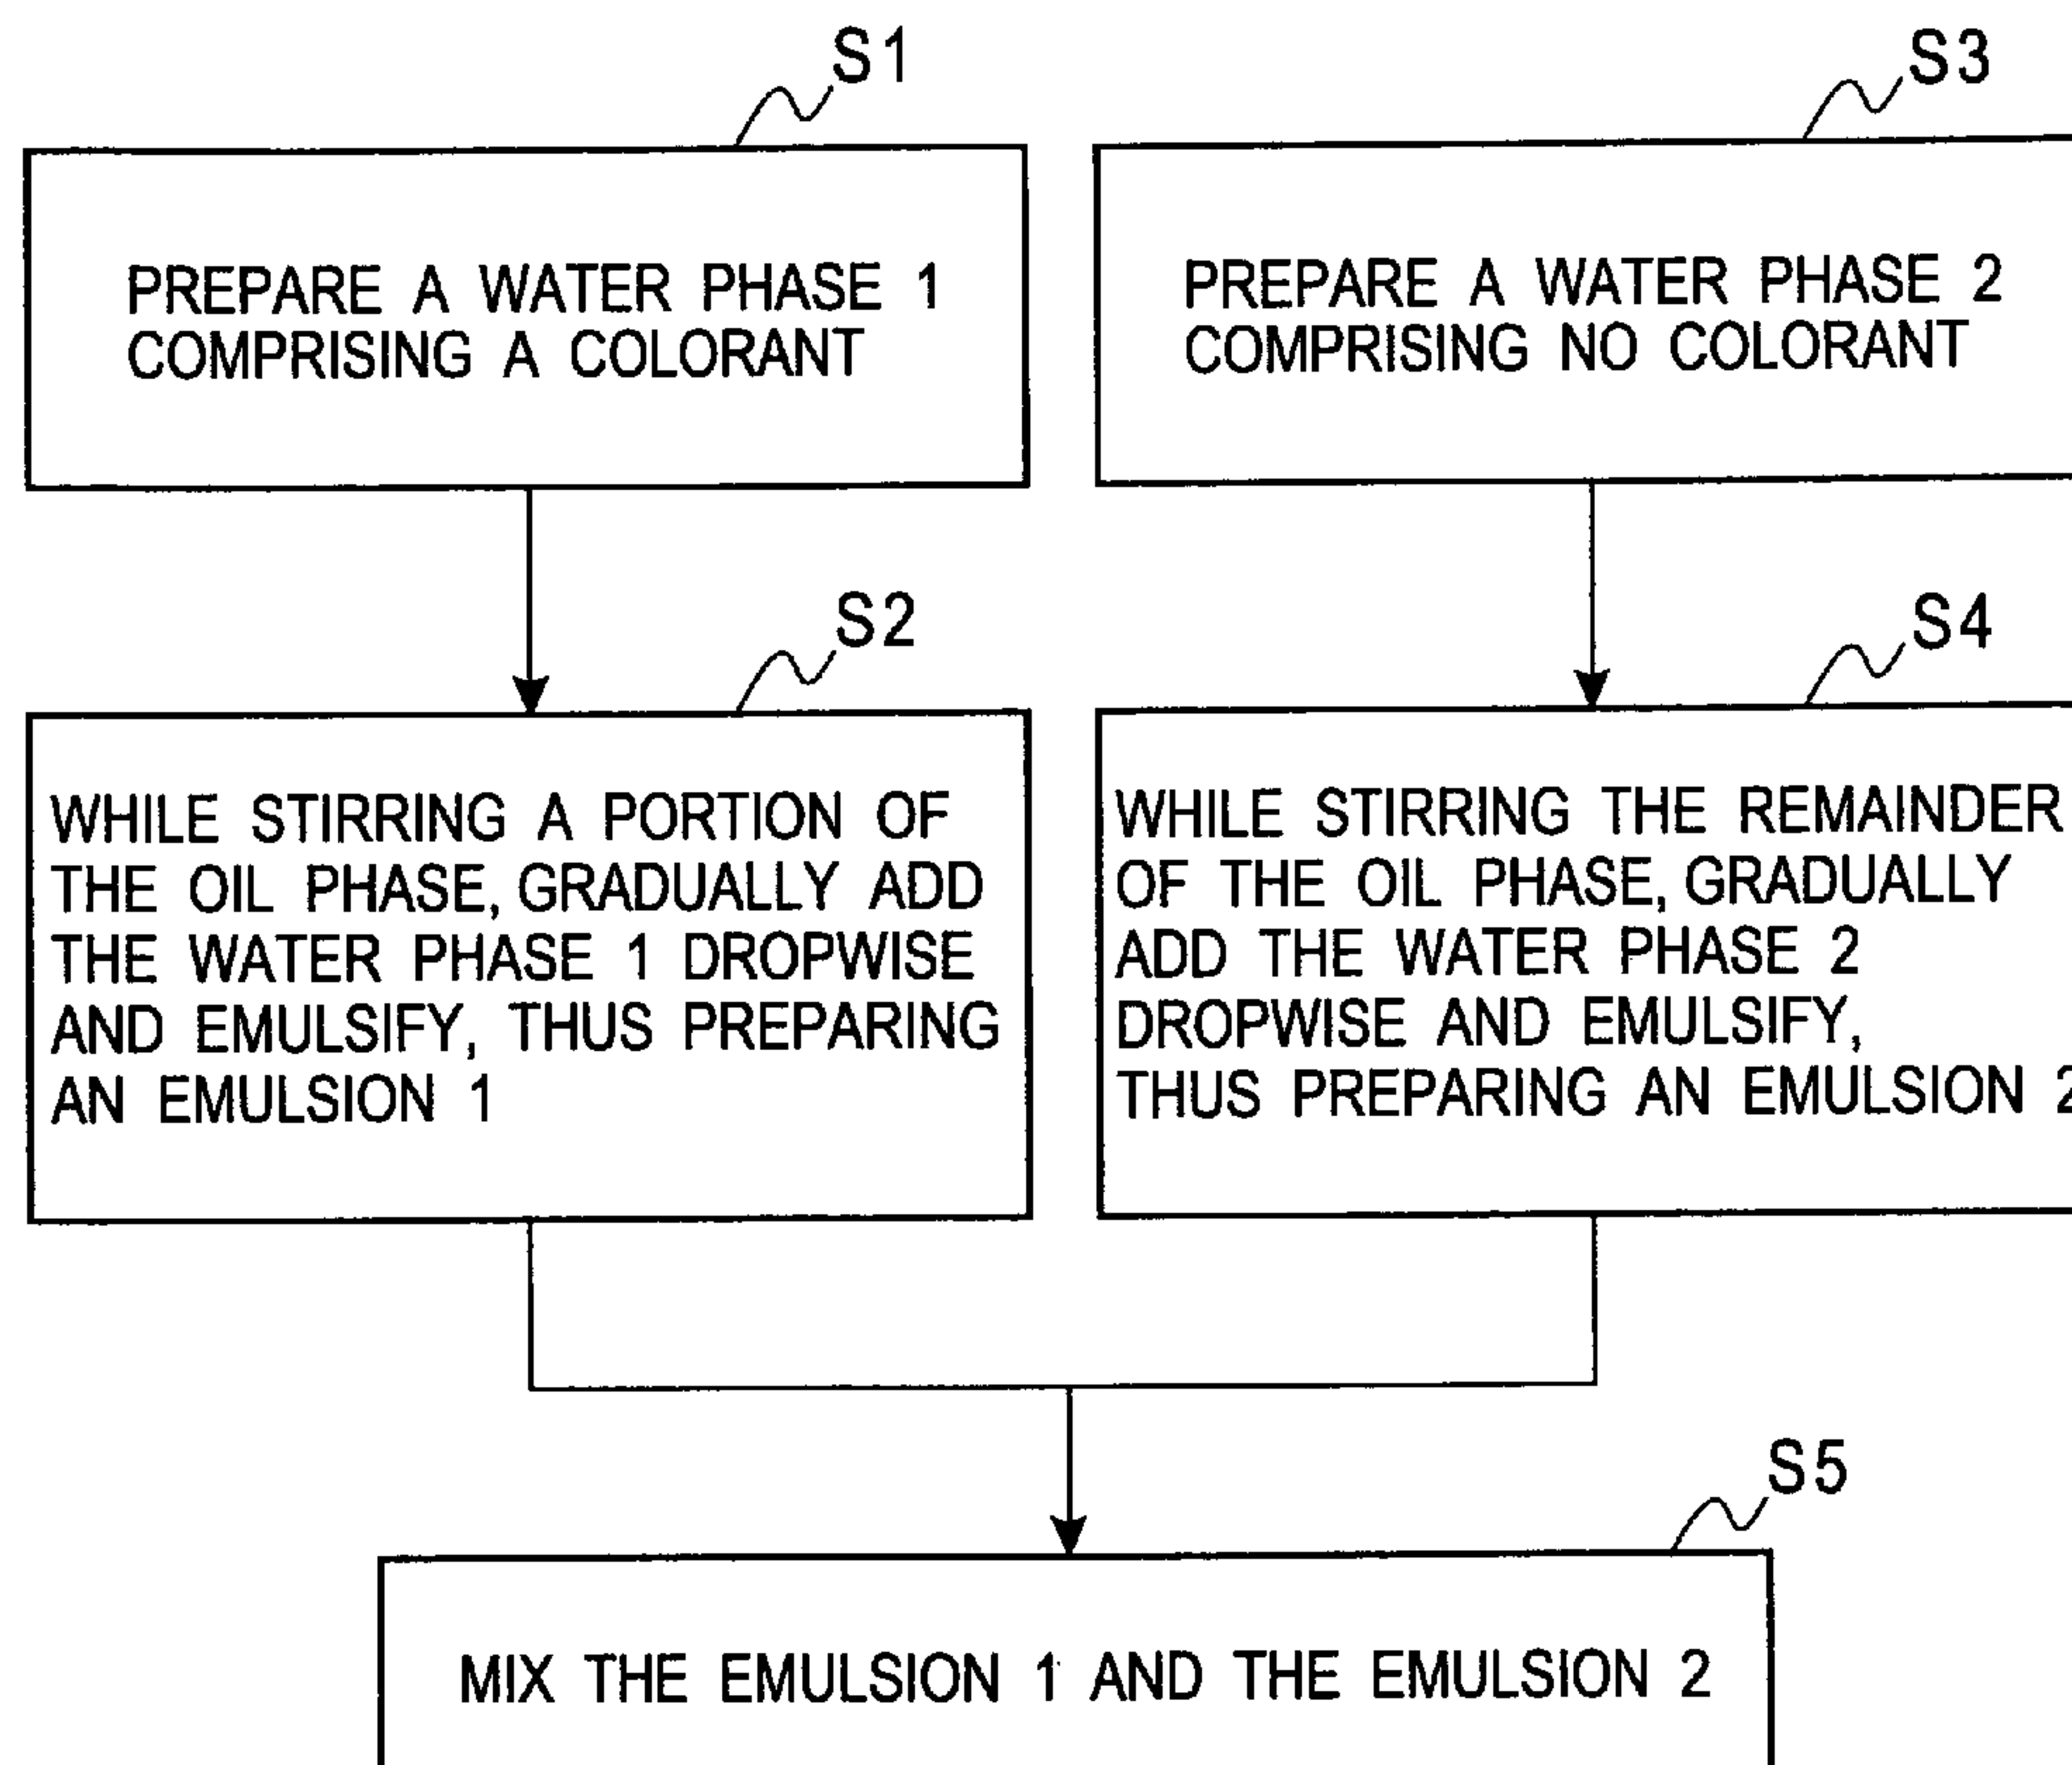 S1
PREPARE A WATER PHASE 1
COMPRISING A COLORANT
S3
PREPARE A WATER PHASE 2
COMPRISING NO COLORANT
S2
WHILE STIRRING A PORTION OF
THE OIL PHASE, GRADUALLY ADD
THE WATER PHASE 1 DROPWISE
AND EMULSIFY, THUS PREPARING
AN EMULSION 1
S4
WHILE STIRRING THE REMAINDER
OF THE OIL PHASE, GRADUALLY
ADD THE WATER PHASE 2
DROPWISE AND EMULSIFY,
THUS PREPARING AN EMULSION 2
S5
MIX THE EMULSION 1 AND THE EMULSION 2